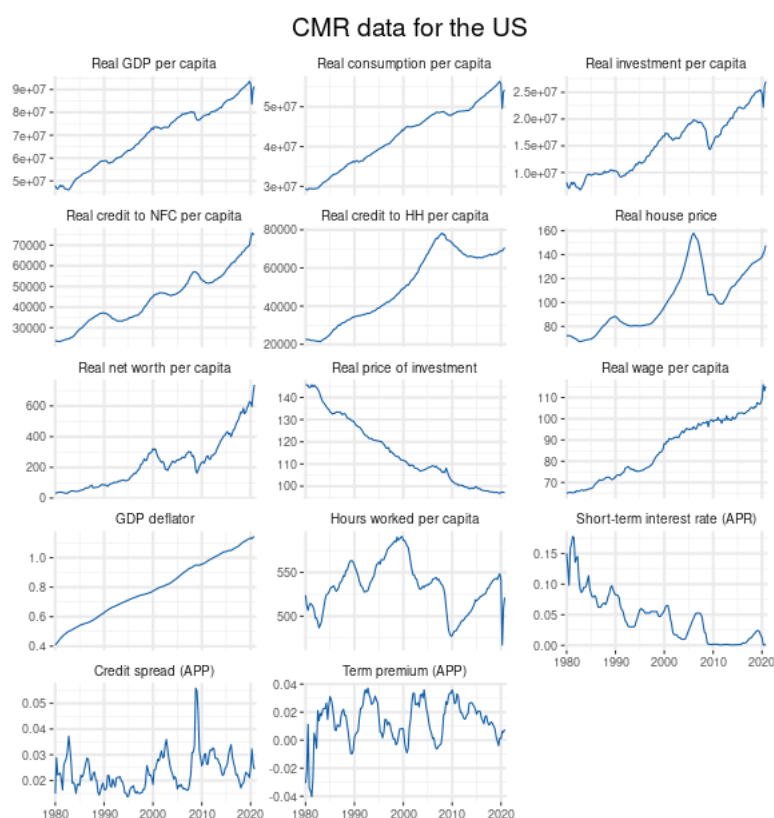 CMR data for the US
Real GDP per capita
Real consumption per capita
Real investment per capita
9e+07
8e+07
7e+07
6e+07
5e+07
5e+07
4e+07
3e+07
2.5e+07
2.0e+07
1.5e+07
1.0e+07
Real credit to NFC per capita
Real credit to HH per capita
Real house price
70000
60000
50000
40000
30000
80000
60000
40000
20000
160
140
120
100
80
Real net worth per capita
Real price of investment
Real wage per capita
600
400
200
0
140
130
120
110
100
110
100
90
80
70
GDP deflator
Hours worked per capita
Short-term interest rate (APR)
1.0
0.8
0.6
0.4
550
500
0.15
0.10
0.05
0.00
1980 1990 2000 2010 2020
Credit spread (APP)
Term premium (APP)
0.05
0.04
0.03
0.02
1980 1990 2000 2010 2020
0.04
0.02
0.00
-0.02
-0.04
1980 1990 2000 2010 2020